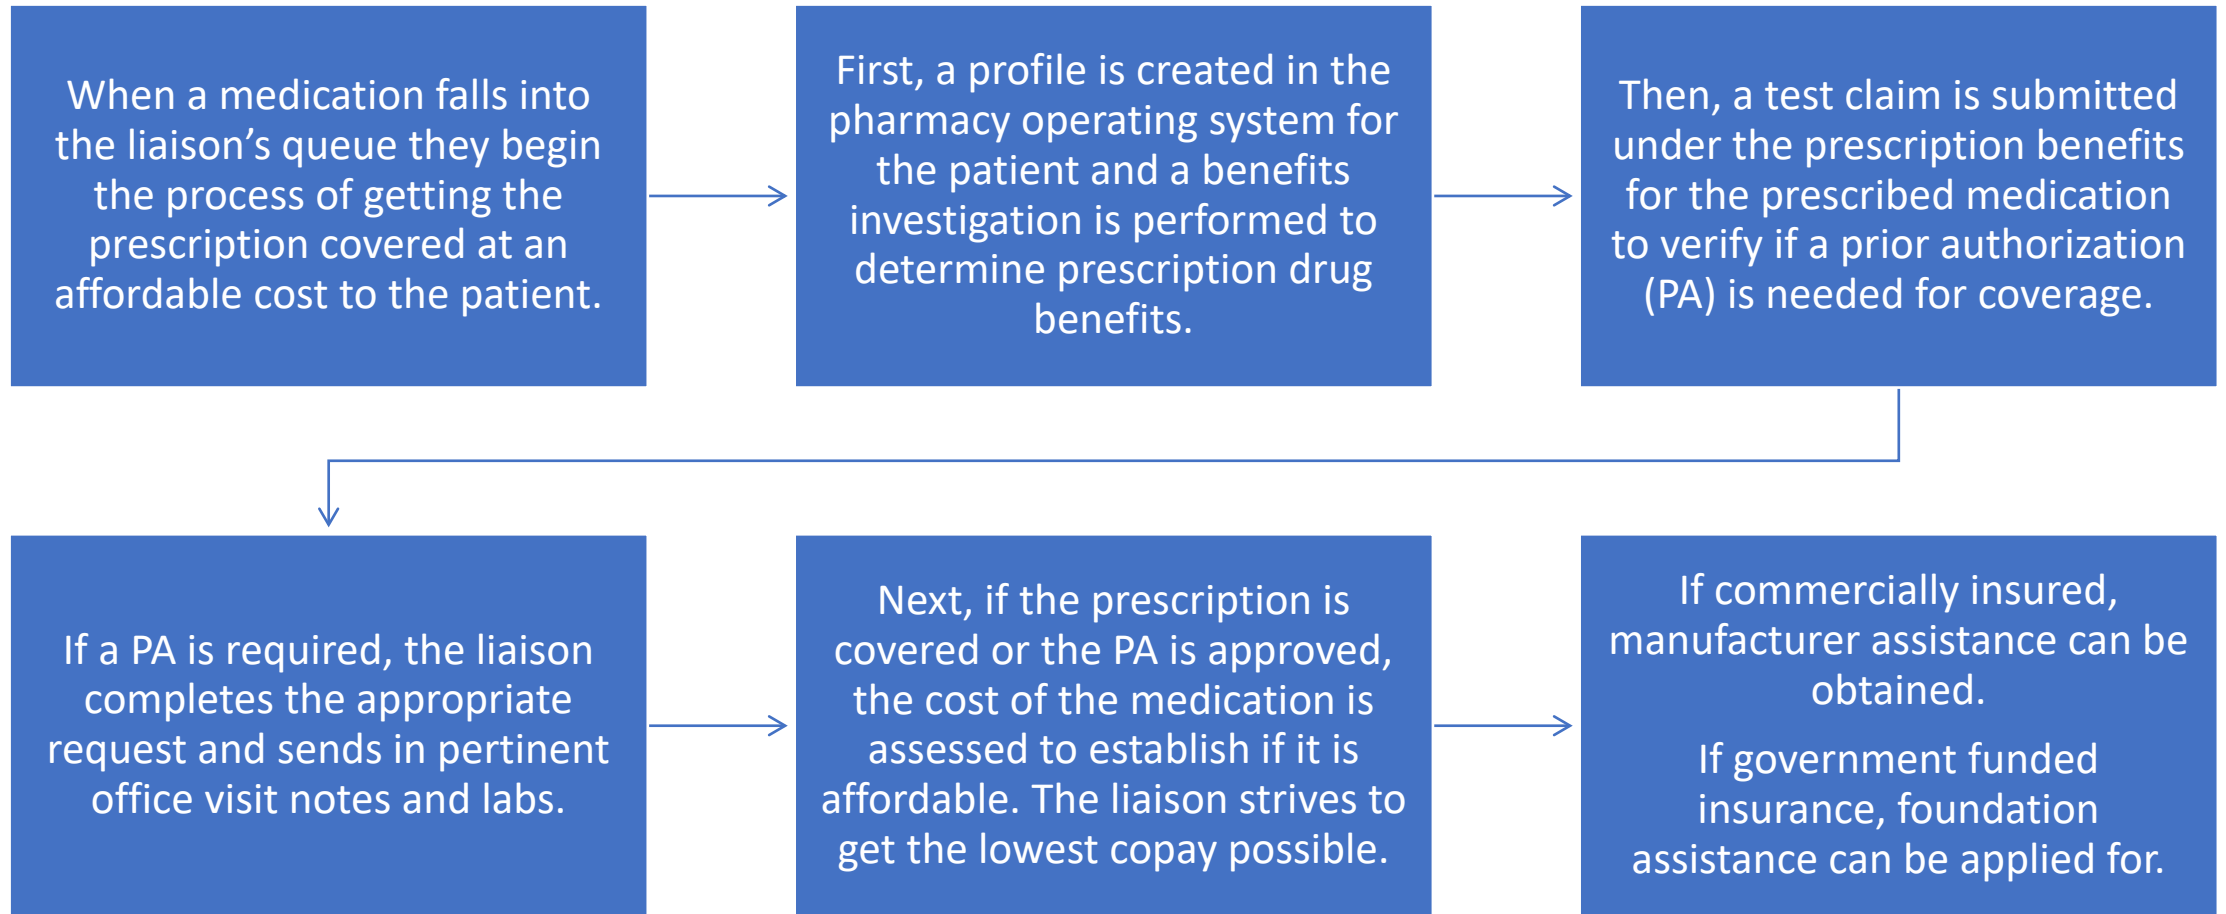 When a medication falls into
the liaison’s queue they begin
the process of getting the
prescription covered at an
affordable cost to the patient.
First, a profile is created in the
pharmacy operating system for
the patient and a benefits
investigation is performed to
determine prescription drug
benefits.
Then, a test claim is submitted
under the prescription benefits
for the prescribed medication
to verify if a prior authorization
(PA) is needed for coverage.
If a PA is required, the liaison
completes the appropriate
request and sends in pertinent
office visit notes and labs.
Next, if the prescription is
covered or the PA is approved,
the cost of the medication is
assessed to establish if it is
affordable. The liaison strives to
get the lowest copay possible.
If commercially insured,
manufacturer assistance can be
obtained.
If government funded
insurance, foundation
assistance can be applied for.